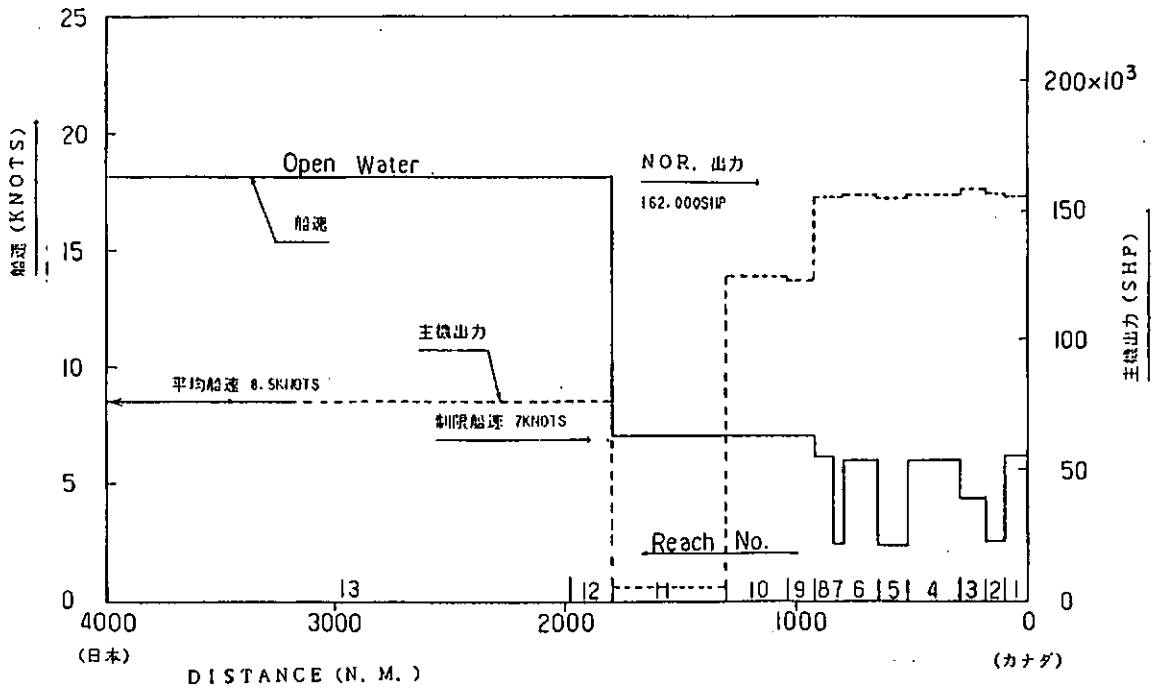 25
20
15
10
5
0
船速 (KNOTS)
Open Water
船速
NOR. 出力
162.000SHP
主機出力
平均船速 8.5KNOTS
制限船速 7KNOTS
Reach No.
13
12
11
10
9
8
7
6
5
4
3
2
1
200×10³
150
100
50
0
主機出力 (SHP)
4000
3000
2000
1000
0
(日本)
(カナダ)
DISTANCE (N. M.)